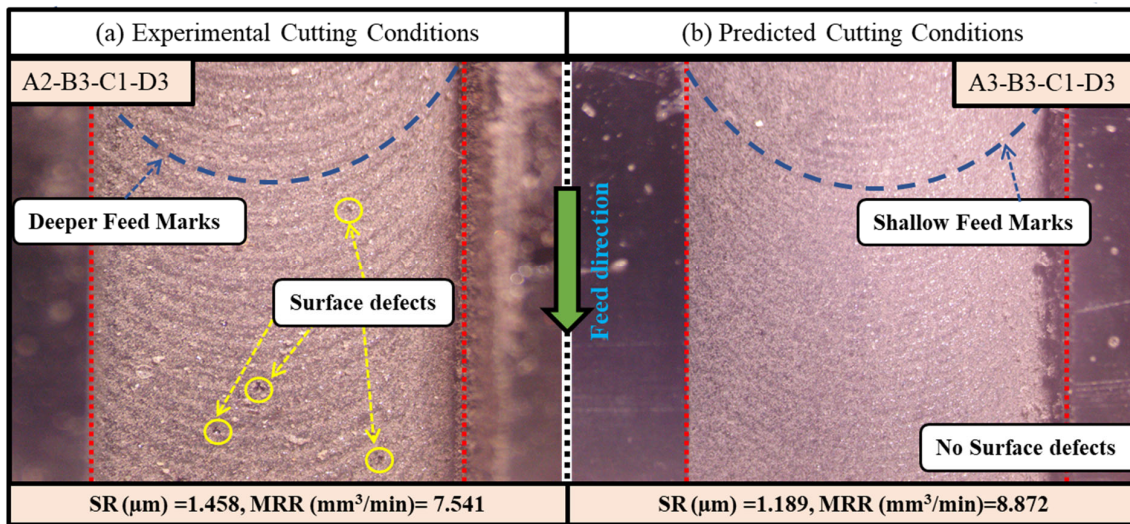 (a) Experimental Cutting Conditions
(b) Predicted Cutting Conditions
A2-B3-C1-D3
A3-B3-C1-D3
Deeper Feed Marks
Shallow Feed Marks
Surface defects
Feed direction
No Surface defects
SR (μm) =1.458, MRR (mm³/min)= 7.541
SR (μm) =1.189, MRR (mm³/min)=8.872